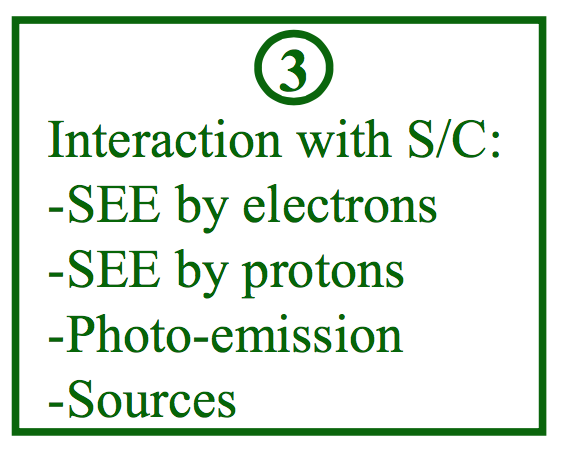 3
Interaction with S/C:
-SEE by electrons
-SEE by protons
-Photo-emission
-Sources